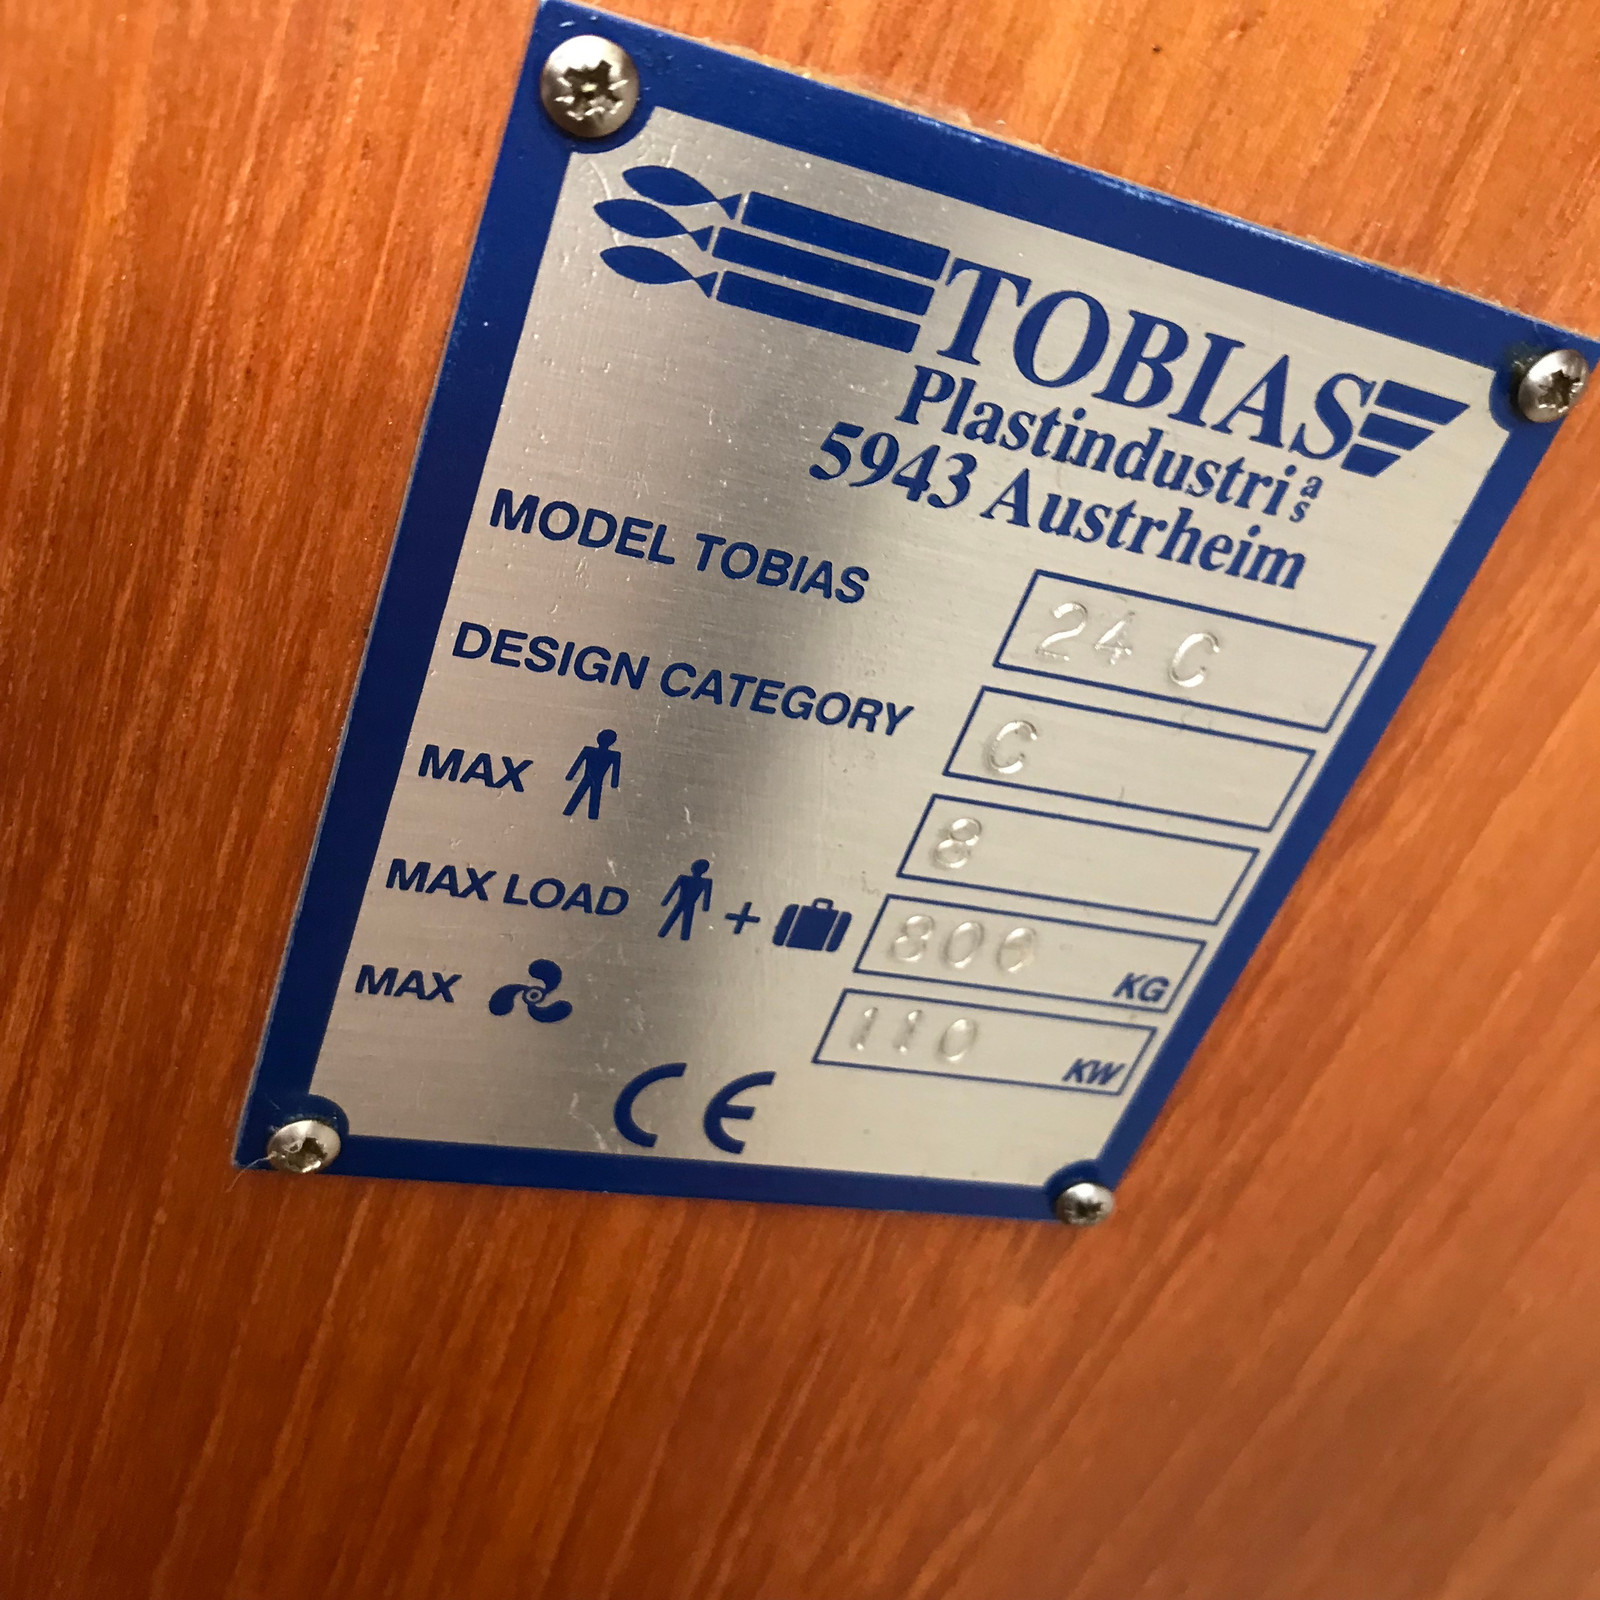 TOBIAS
Plastindustri as
5943 Austrheim
MODEL TOBIAS 24 C
DESIGN CATEGORY C
MAX 8
MAX LOAD + 806 KG
MAX 110 KW
CE